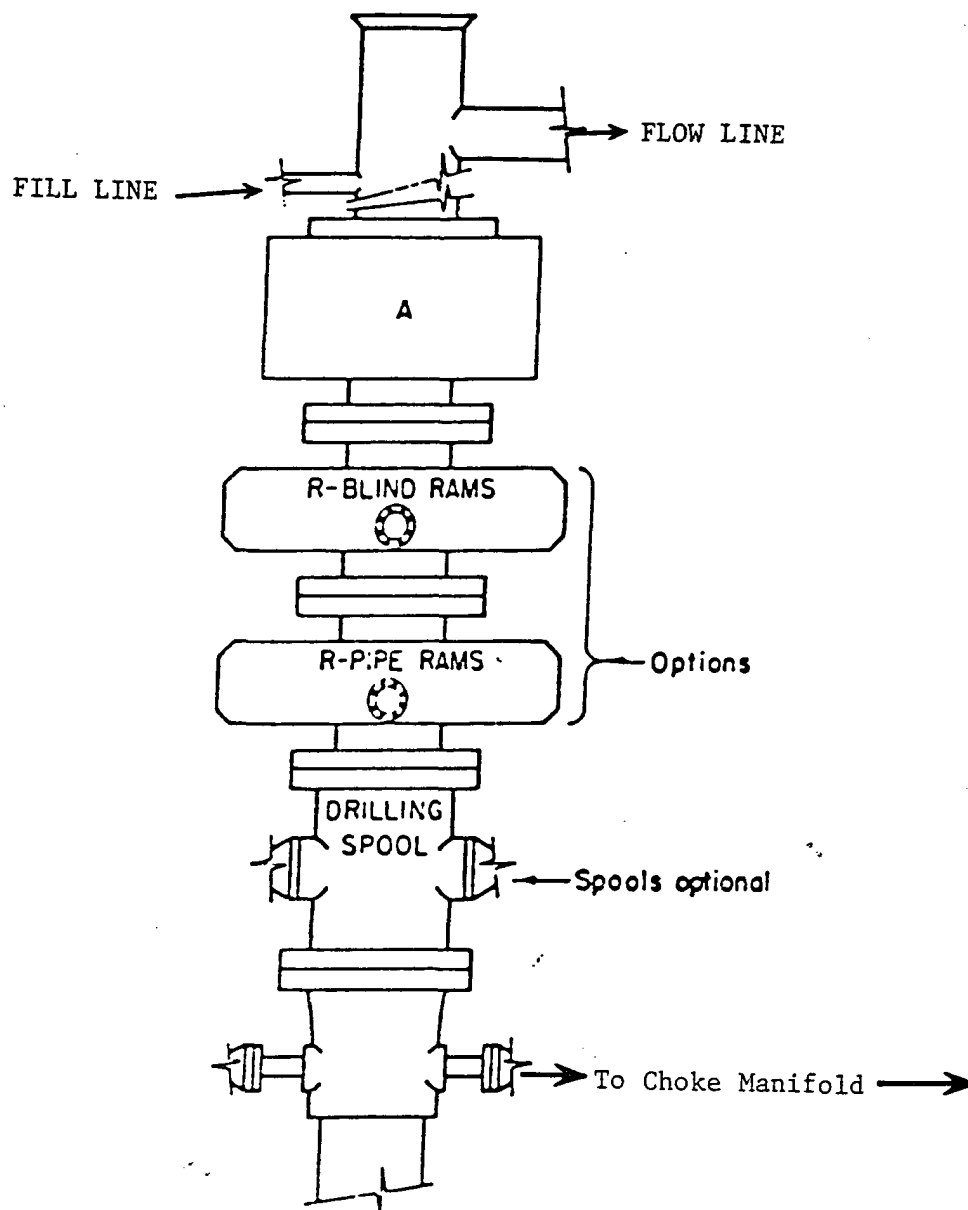 FLOW LINE
FILL LINE
A
R-BLIND RAMS
R-PIPE RAMS
Options
DRILLING
SPOOL
Spools optional
To Choke Manifold